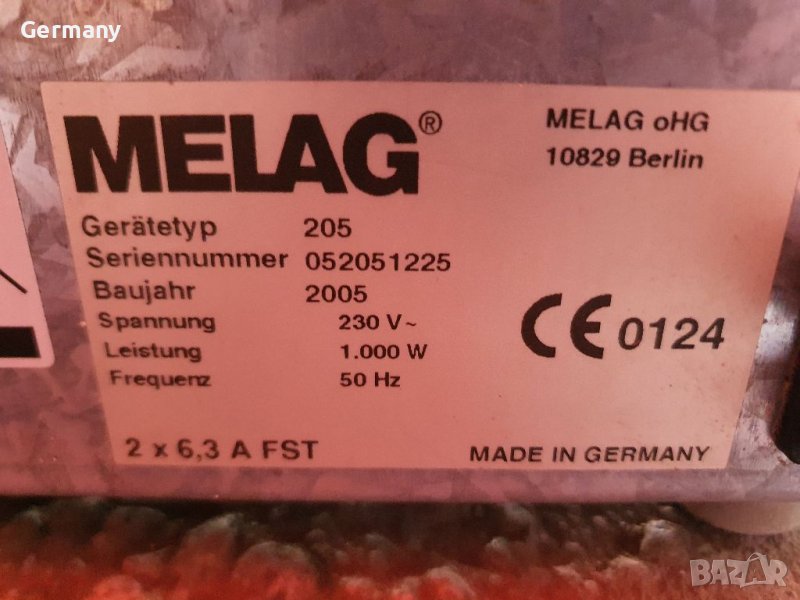 Germany
MELAG®
MELAG oHG
10829 Berlin
Gerätetyp 205
Seriennummer 052051225
Baujahr 2005
Spannung 230 V~
Leistung 1.000 W
Frequenz 50 Hz
CE 0124
2 x 6,3 A FST
MADE IN GERMANY
BAZAR